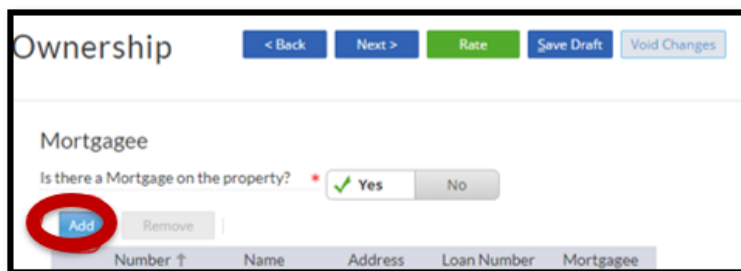 Ownership < Back Next > Rate Save Draft Void Changes
Mortgagee
Is there a Mortgage on the property? * Yes No
Add Remove
Number ↑ Name Address Loan Number Mortgagee